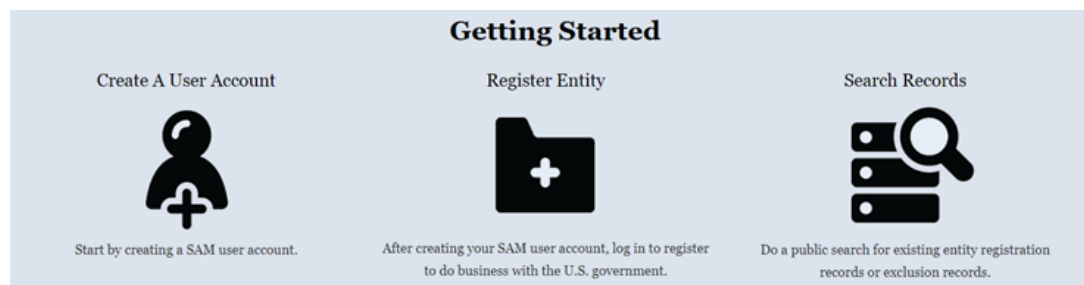 Getting Started
Create A User Account
Start by creating a SAM user account.
Register Entity
After creating your SAM user account, log in to register
to do business with the U.S. government.
Search Records
Do a public search for existing entity registration
records or exclusion records.